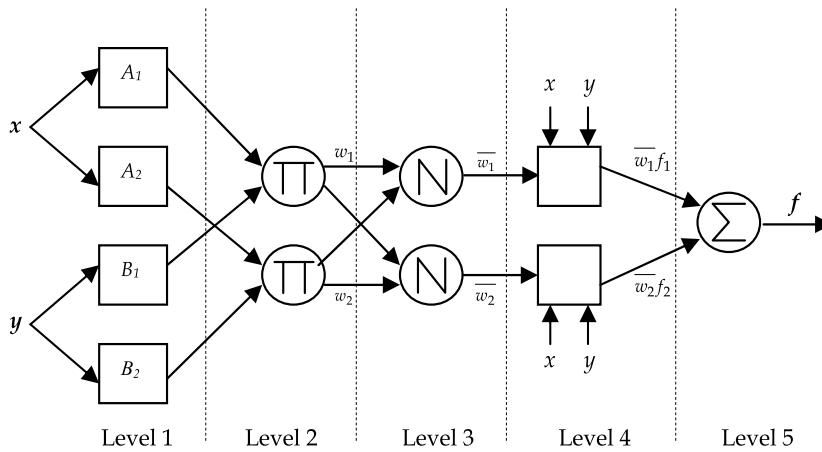 x
y
A₁
A₂
B₁
B₂
∏
∏
w₁
w₂
N
N
w̅₁
w̅₂
x y
x y
w̅₁f₁
w̅₂f₂
∑
f
Level 1 Level 2 Level 3 Level 4 Level 5